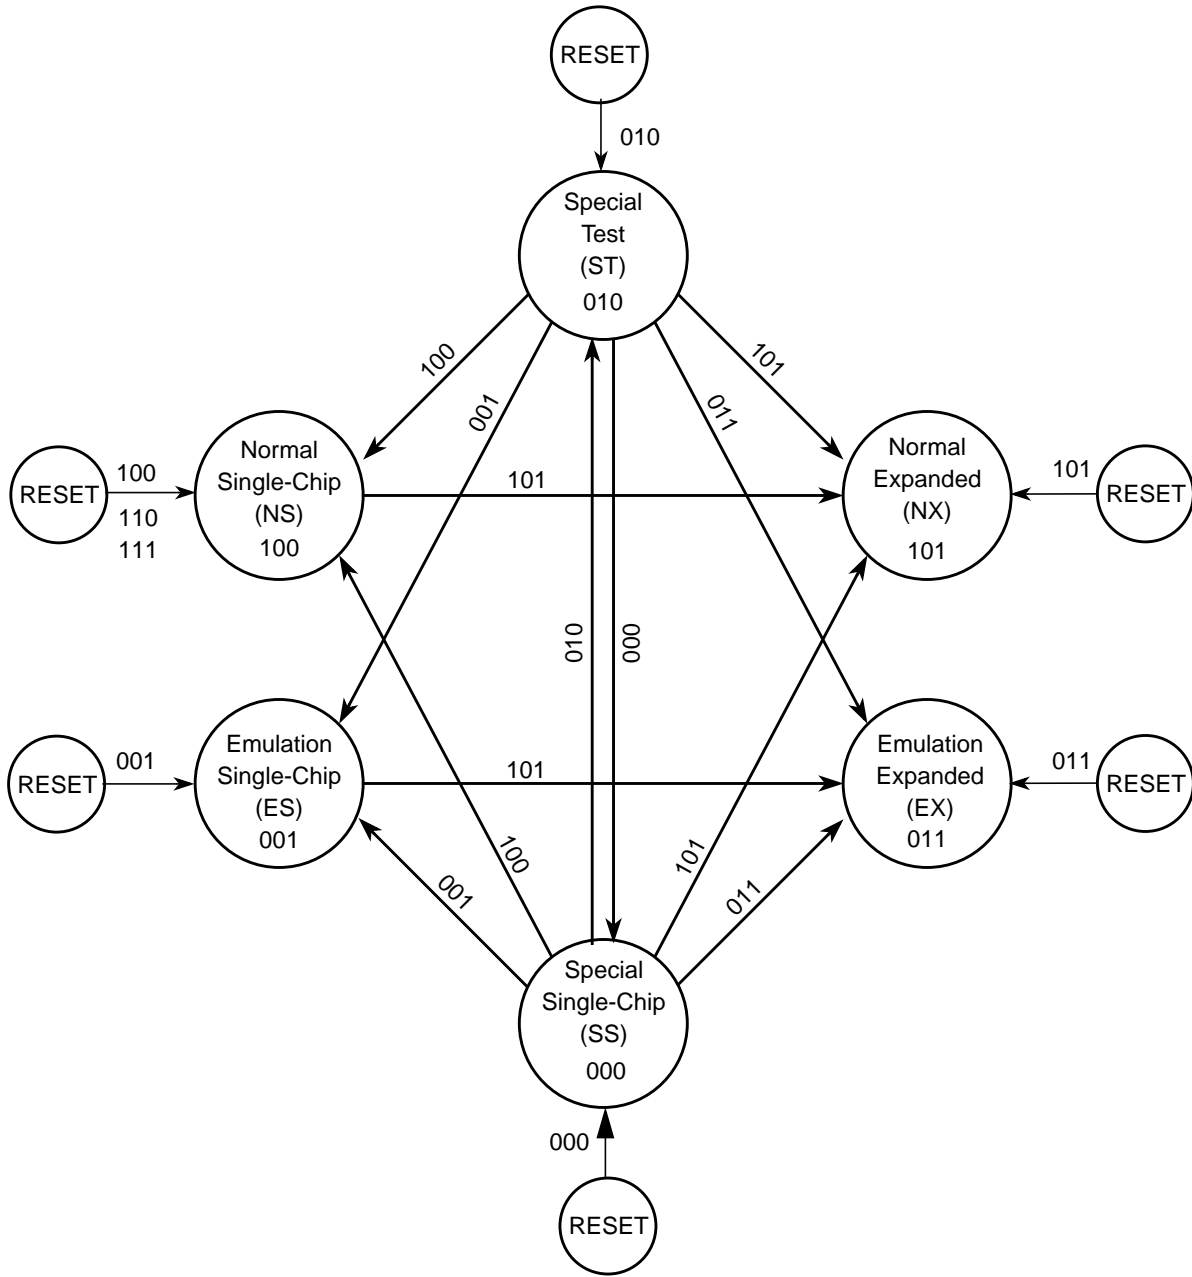 RESET
010
Special
Test
(ST)
010
100
001
101
011
Normal
Single-Chip
(NS)
100
RESET
100
110
111
101
Normal
Expanded
(NX)
101
101
RESET
010
000
Emulation
Single-Chip
(ES)
001
RESET
001
101
Emulation
Expanded
(EX)
011
011
RESET
001
100
101
011
Special
Single-Chip
(SS)
000
000
RESET